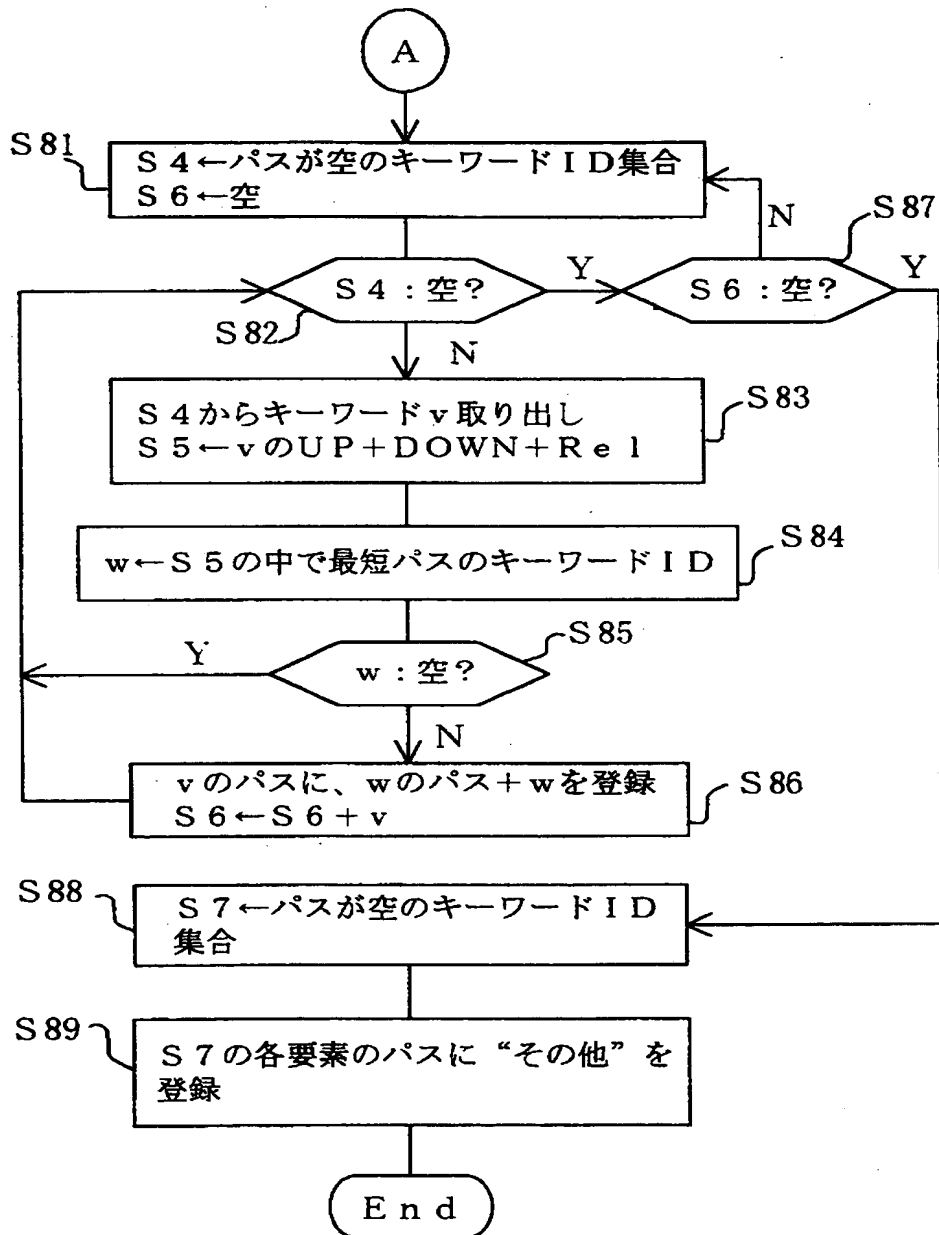 A
S81
S4←パスが空のキーワードID集合
S6←空
N
S87
S4:空?
Y
S6:空?
Y
S82
N
S4からキーワードv取り出し
S5←vのUP+DOWN+Rel
S83
w←S5の中で最短パスのキーワードID
S84
S85
Y
w:空?
N
vのパスに、wのパス+wを登録
S6←S6+v
S86
S88
S7←パスが空のキーワードID
集合
S89
S7の各要素のパスに“その他”を
登録
End